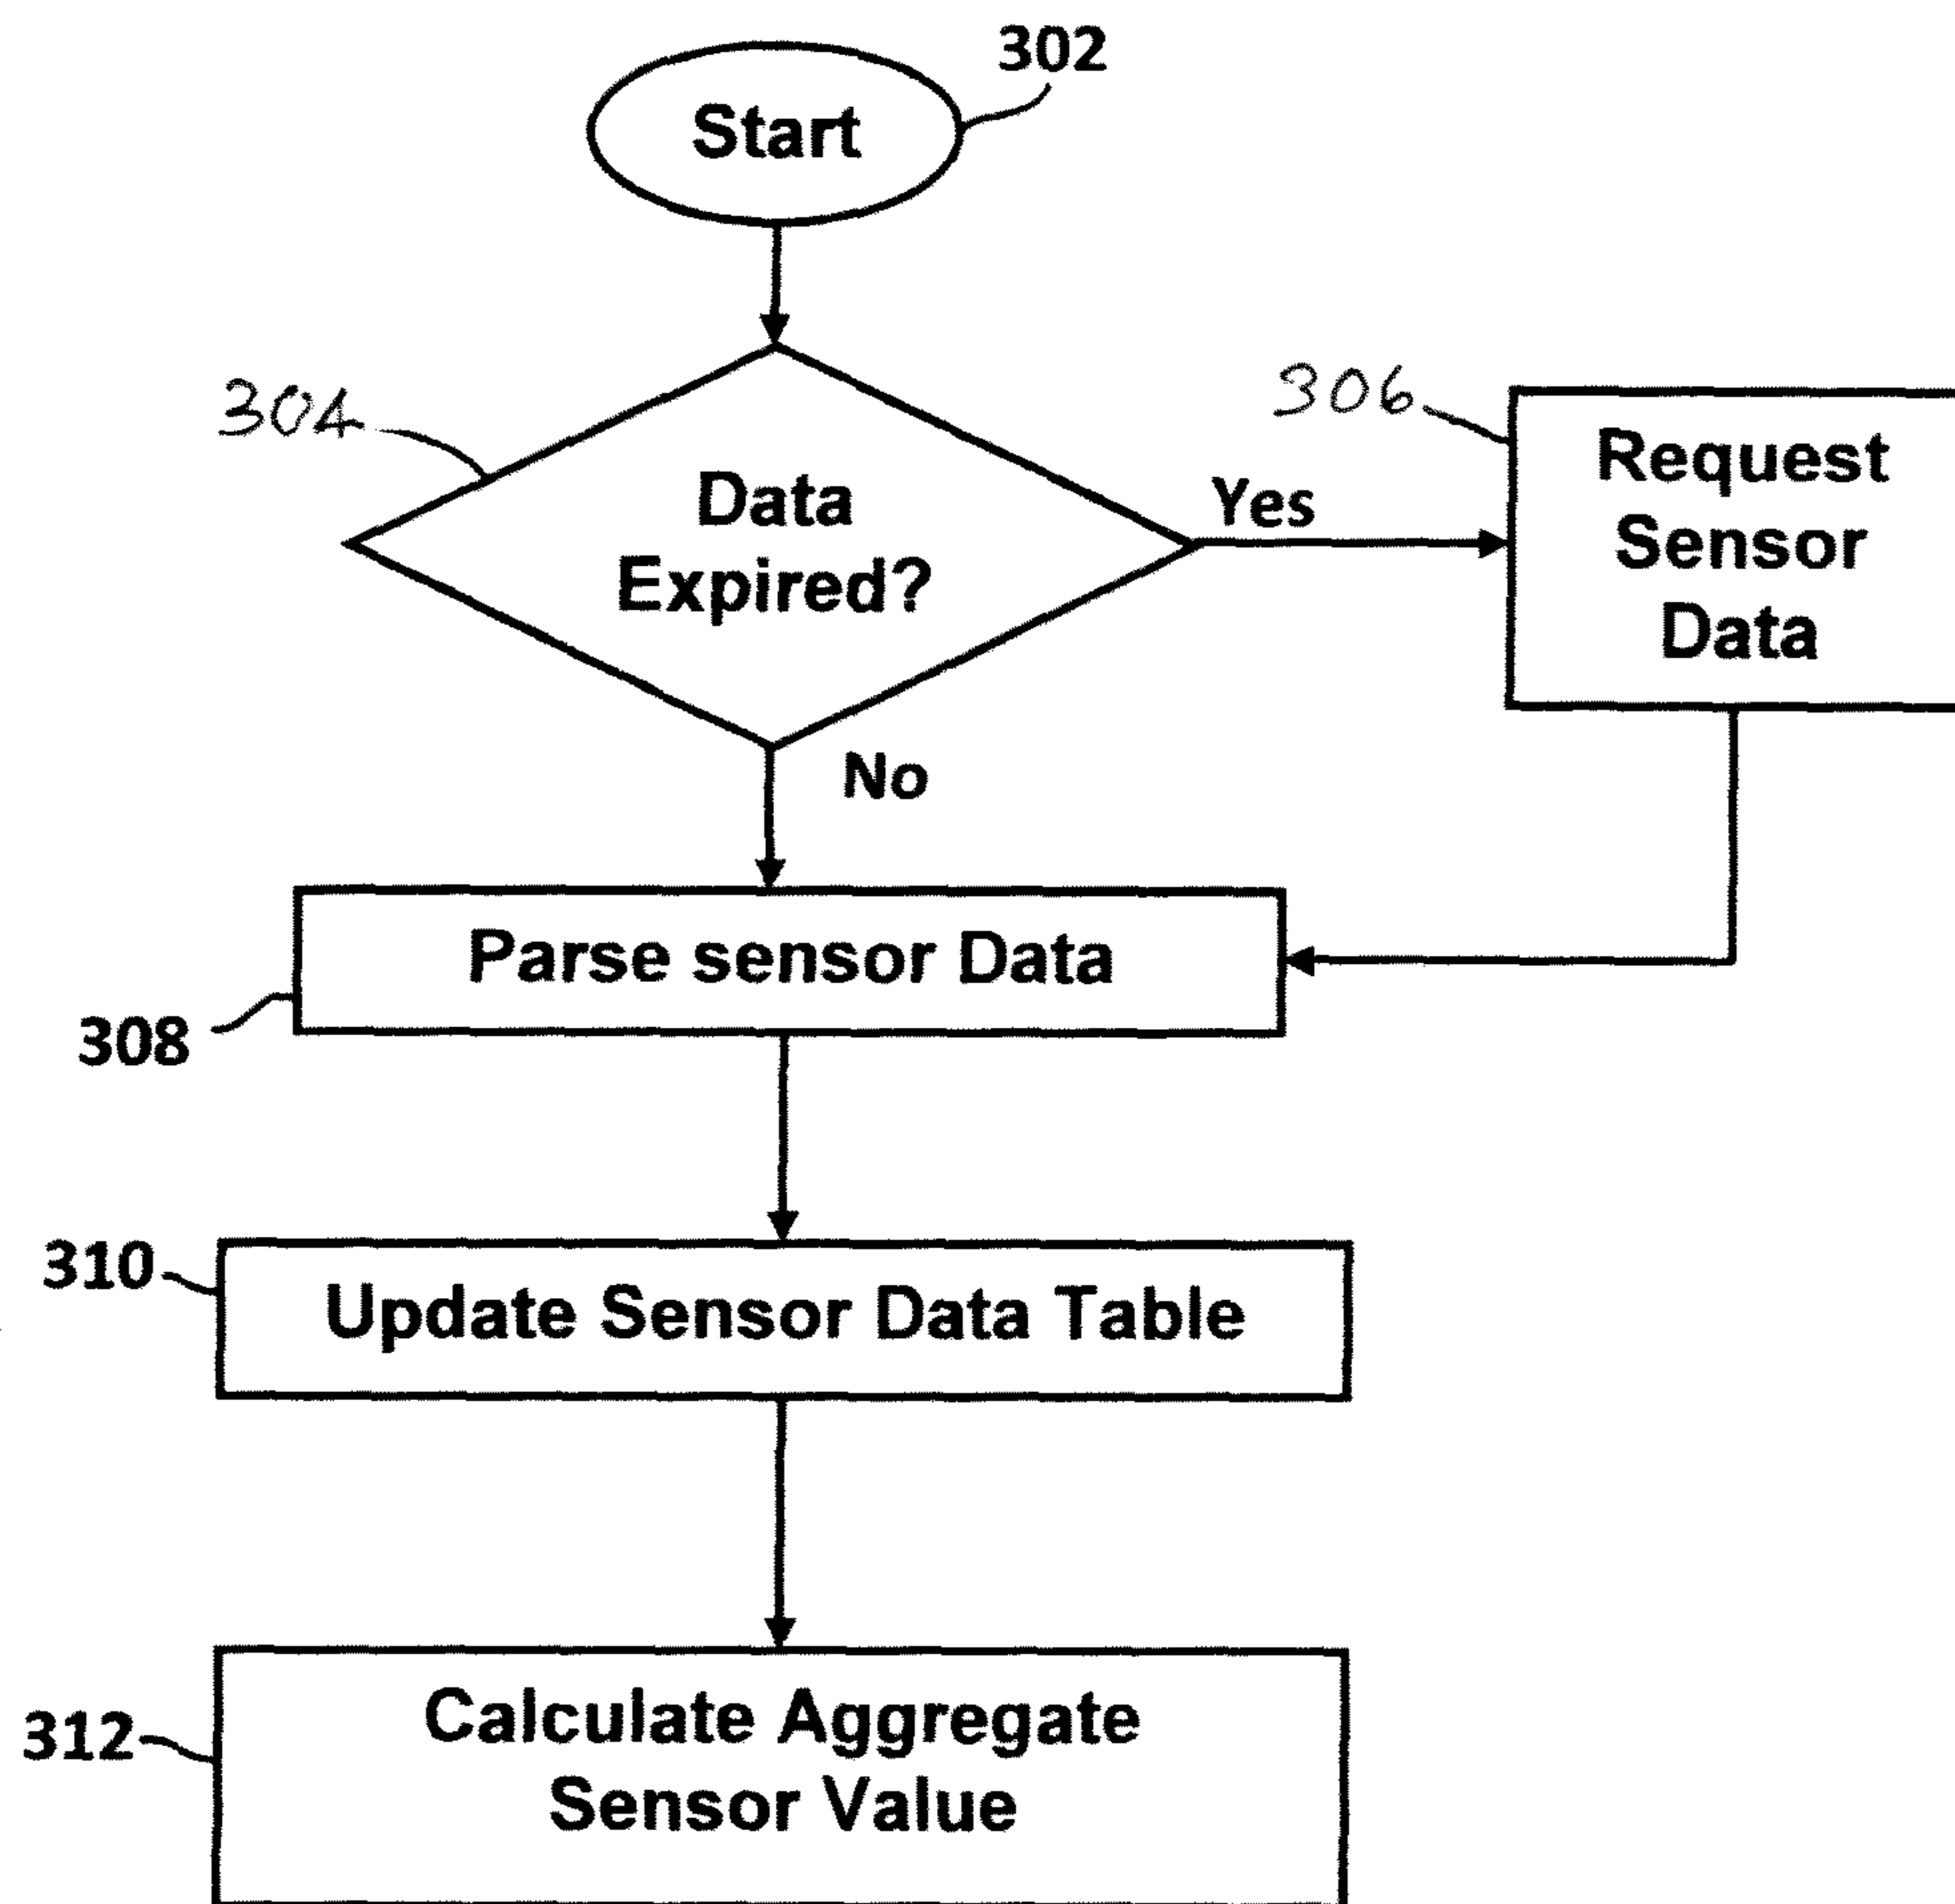 302
Start
304
Data
Expired?
Yes
306
Request
Sensor
Data
No
Parse sensor Data
308
310
Update Sensor Data Table
312
Calculate Aggregate
Sensor Value